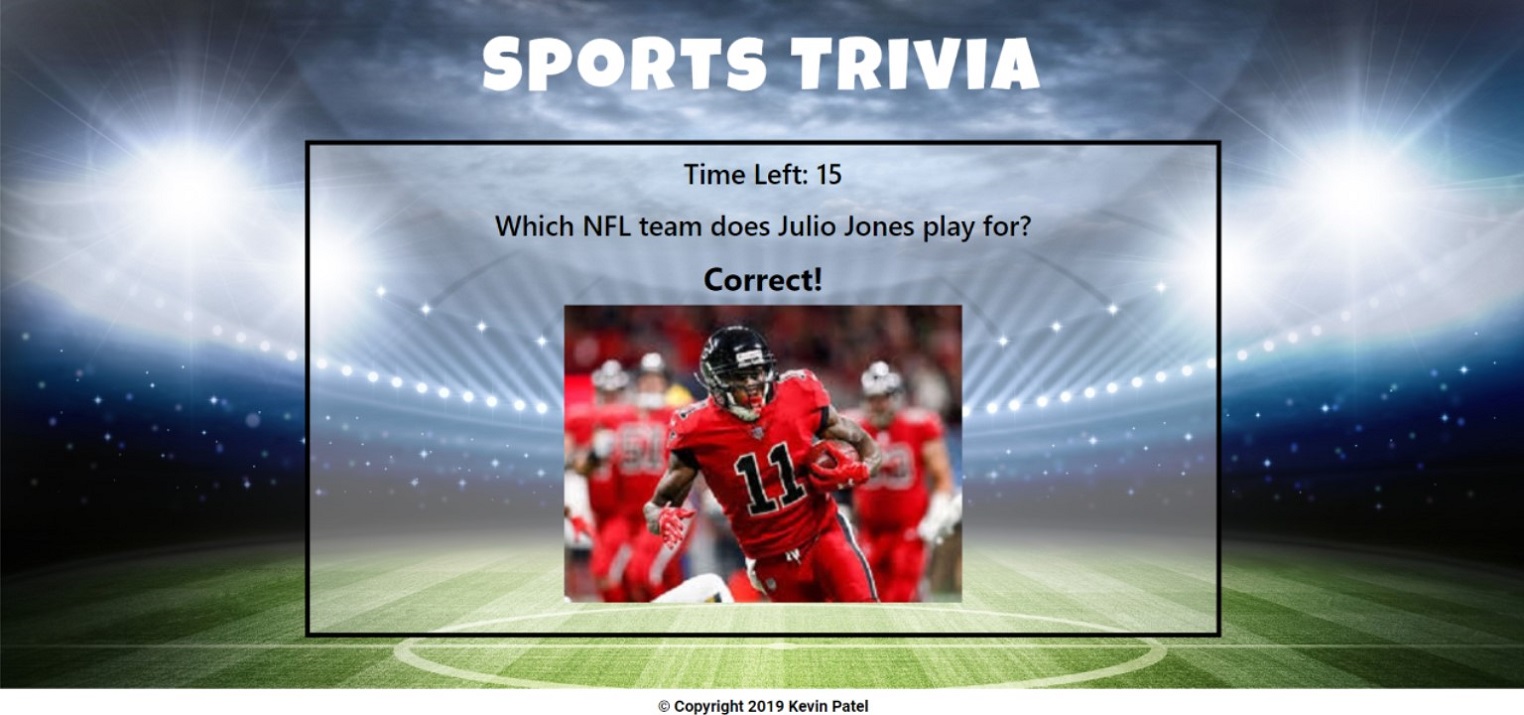 SPORTS TRIVIA
Time Left: 15
Which NFL team does Julio Jones play for?
Correct!
11
© Copyright 2019 Kevin Patel